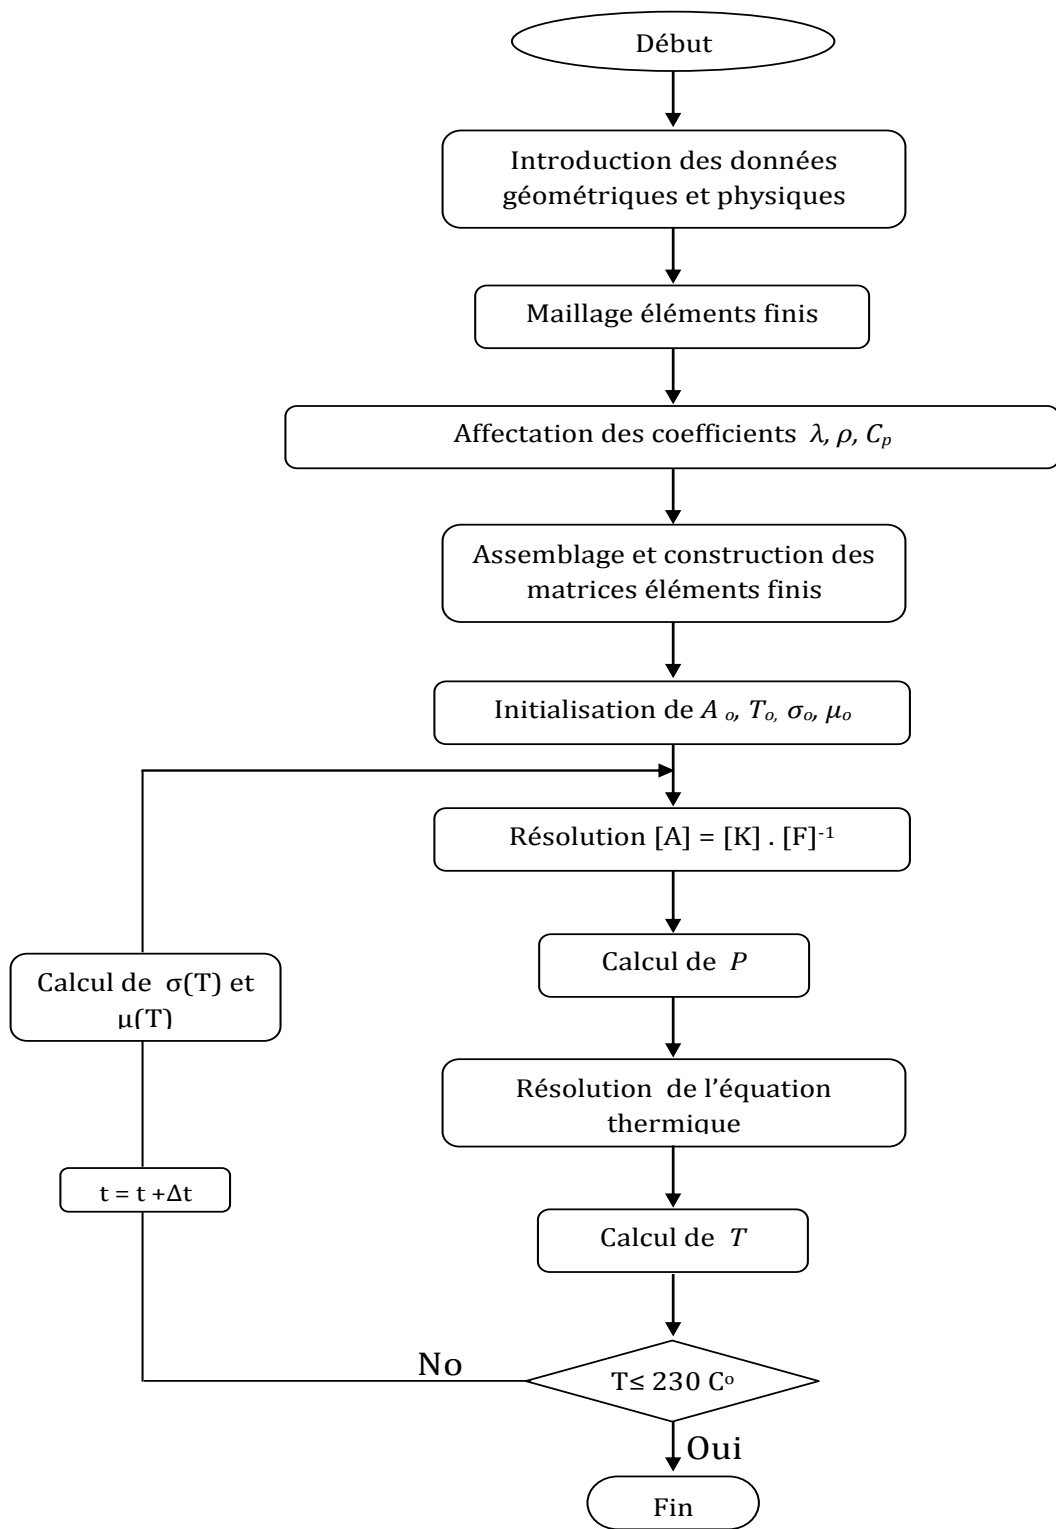 Début
Introduction des données
géométriques et physiques
Maillage éléments finis
Affectation des coefficients λ, ρ, Cₚ
Assemblage et construction des
matrices éléments finis
Initialisation de A ₒ, Tₒ, σₒ, μₒ
Résolution [A] = [K] . [F]⁻¹
Calcul de P
Calcul de σ(T) et
μ(T)
Résolution de l’équation
thermique
t = t +Δt
Calcul de T
No
T≤ 230 Cᵒ
Oui
Fin